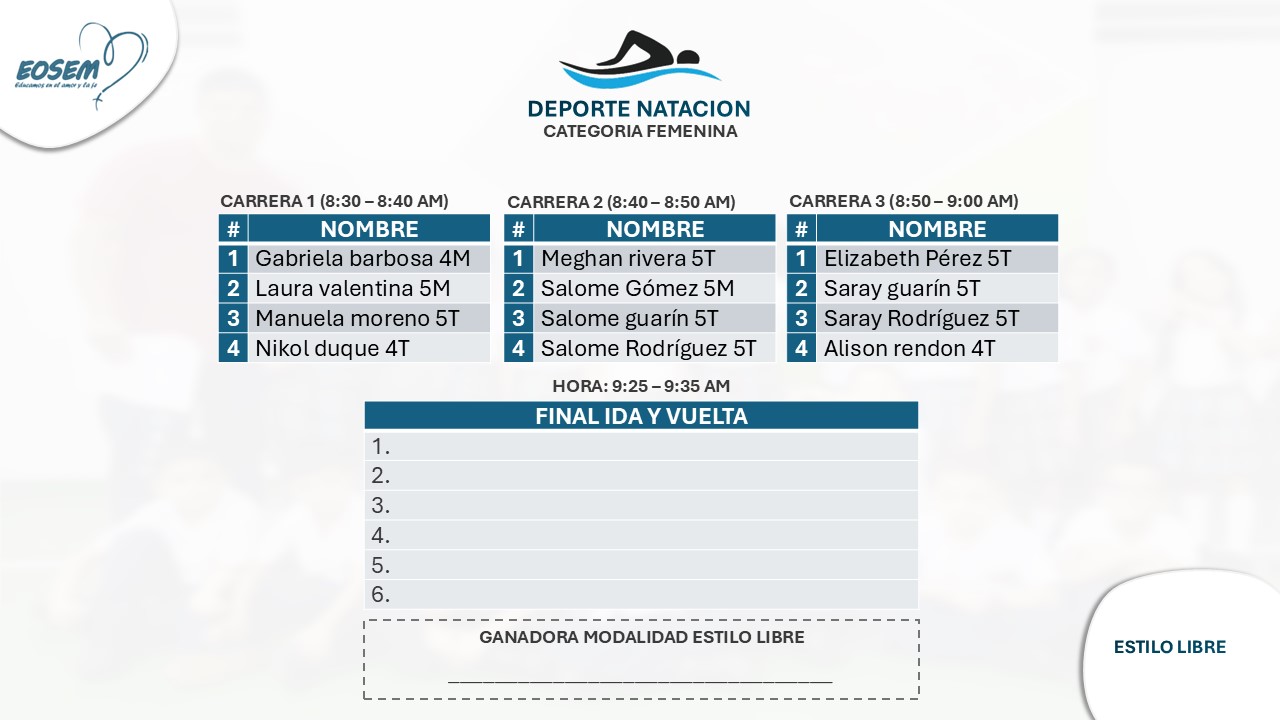 EOSEM
Educamos en el amor y la fe
DEPORTE NATACION
CATEGORIA FEMENINA
CARRERA 1 (8:30 – 8:40 AM)
# NOMBRE
1 Gabriela barbosa 4M
2 Laura valentina 5M
3 Manuela moreno 5T
4 Nikol duque 4T
CARRERA 2 (8:40 – 8:50 AM)
# NOMBRE
1 Meghan rivera 5T
2 Salome Gómez 5M
3 Salome guarín 5T
4 Salome Rodríguez 5T
CARRERA 3 (8:50 – 9:00 AM)
# NOMBRE
1 Elizabeth Pérez 5T
2 Saray guarín 5T
3 Saray Rodríguez 5T
4 Alison rendon 4T
HORA: 9:25 – 9:35 AM
FINAL IDA Y VUELTA
1.
2.
3.
4.
5.
6.
GANADORA MODALIDAD ESTILO LIBRE
ESTILO LIBRE